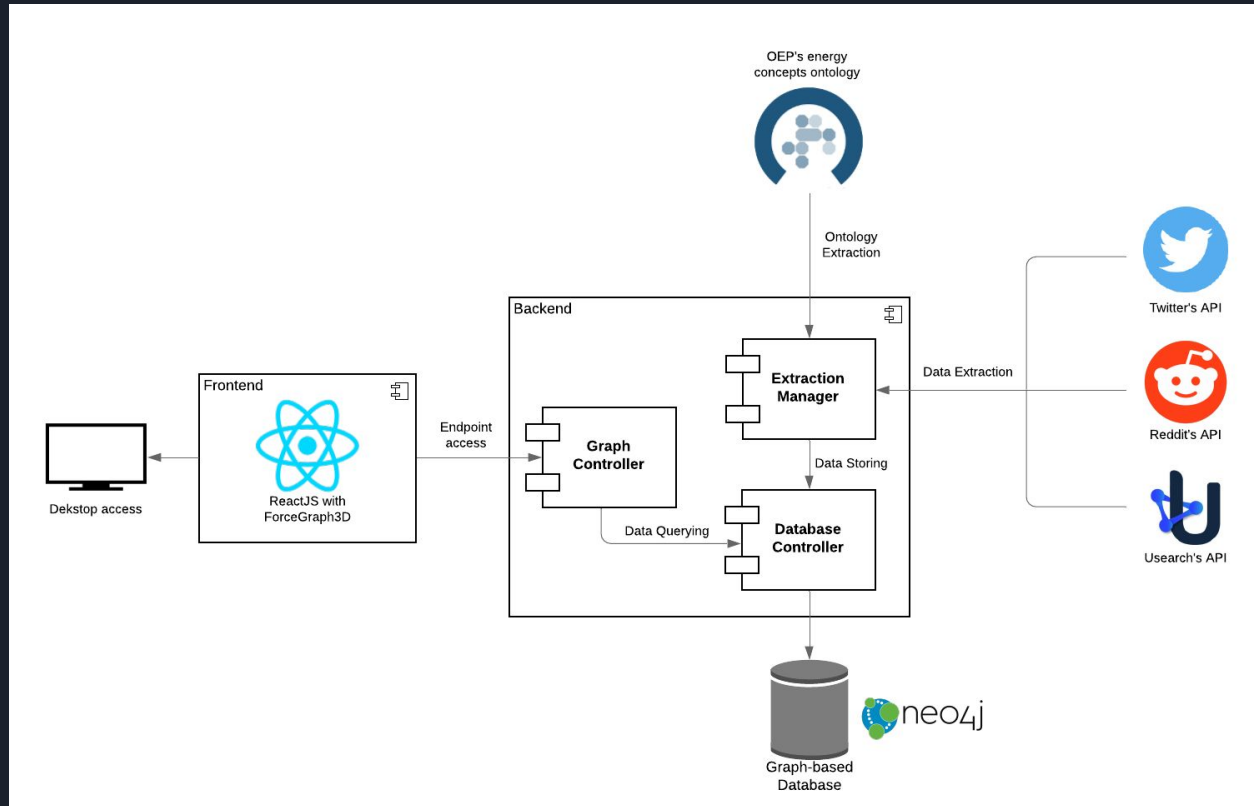 OEP's energy
concepts ontology
Ontology
Extraction
Twitter's API
Backend
Extraction
Manager
Data Extraction
Reddit's API
Frontend
ReactJS with
ForceGraph3D
Dekstop access
Endpoint
access
Graph
Controller
Data Storing
Data Querying
Database
Controller
Usearch's API
neo4j
Graph-based
Database